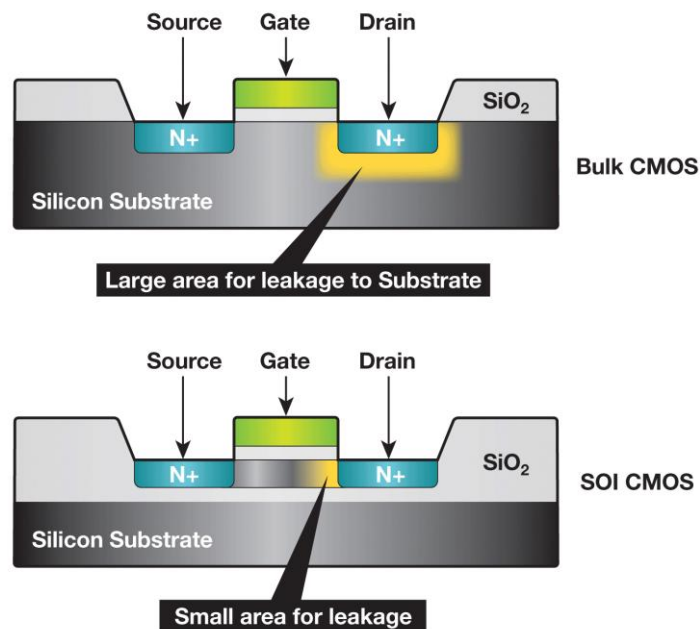 Source Gate Drain
SiO₂
N+ N+
Bulk CMOS
Silicon Substrate
Large area for leakage to Substrate
Source Gate Drain
N+ N+ SiO₂
SOI CMOS
Silicon Substrate
Small area for leakage